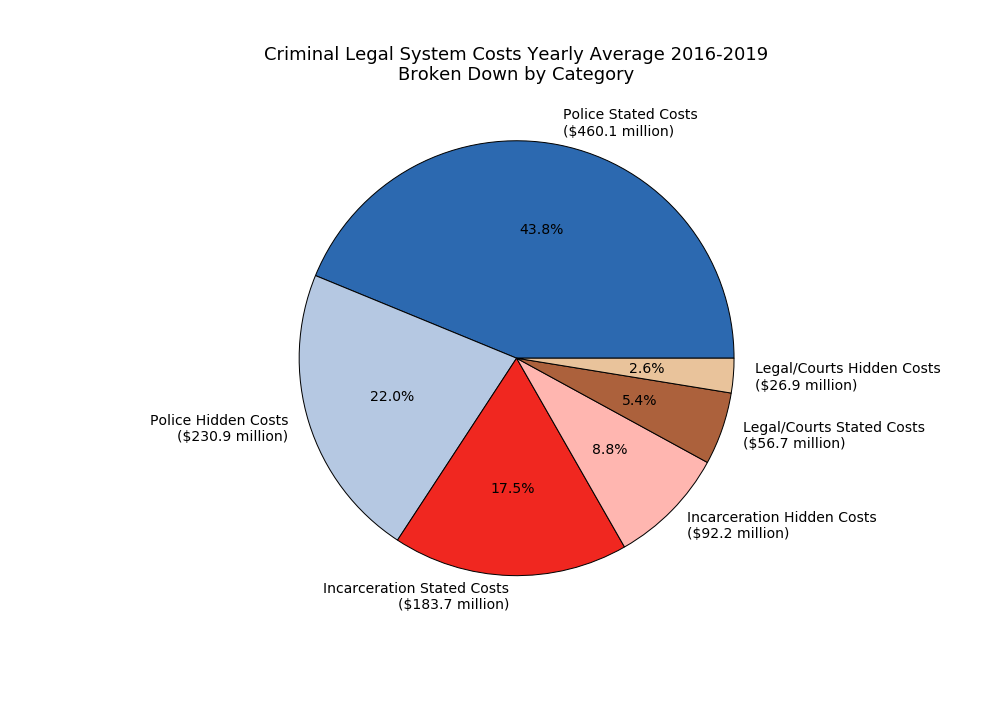 Criminal Legal System Costs Yearly Average 2016-2019
Broken Down by Category
Police Stated Costs
($460.1 million)
43.8%
Legal/Courts Hidden Costs
($26.9 million)
2.6%
Legal/Courts Stated Costs
($56.7 million)
5.4%
Police Hidden Costs
($230.9 million)
22.0%
Incarceration Hidden Costs
($92.2 million)
8.8%
Incarceration Stated Costs
($183.7 million)
17.5%